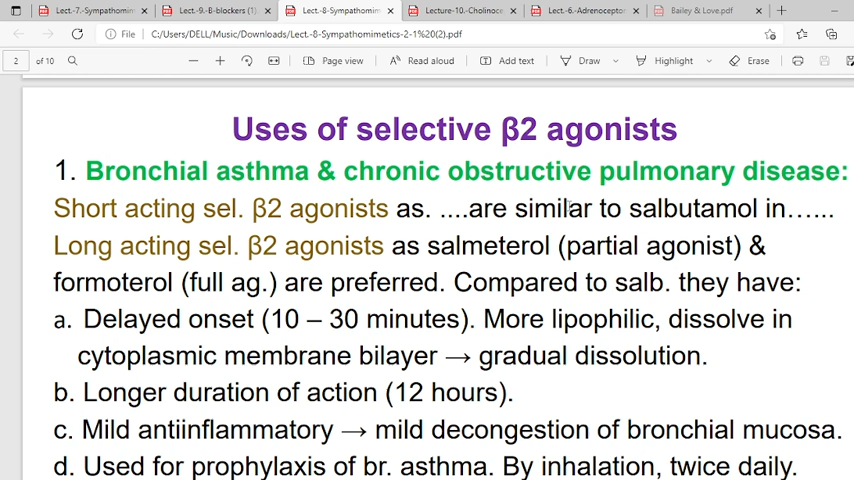 Lect.-7.-Sympathomim
Lect.-9.-B-blockers (1)
Lect.-8-Sympathomimetics
Lecture-10.-Cholinoce
Lect.-6.-Adrenoceptor
Bailey & Love.pdf
File C:/Users/DELL/Music/Downloads/Lect.-8-Sympathomimetics-2-1%20(2).pdf
2 of 10 Page view Read aloud Add text Draw Highlight Erase
Uses of selective β2 agonists
1. Bronchial asthma & chronic obstructive pulmonary disease:
Short acting sel. β2 agonists as. ....are similar to salbutamol in…...
Long acting sel. β2 agonists as salmeterol (partial agonist) &
formoterol (full ag.) are preferred. Compared to salb. they have:
a. Delayed onset (10 – 30 minutes). More lipophilic, dissolve in
cytoplasmic membrane bilayer → gradual dissolution.
b. Longer duration of action (12 hours).
c. Mild antiinflammatory → mild decongestion of bronchial mucosa.
d. Used for prophylaxis of br. asthma. By inhalation, twice daily.